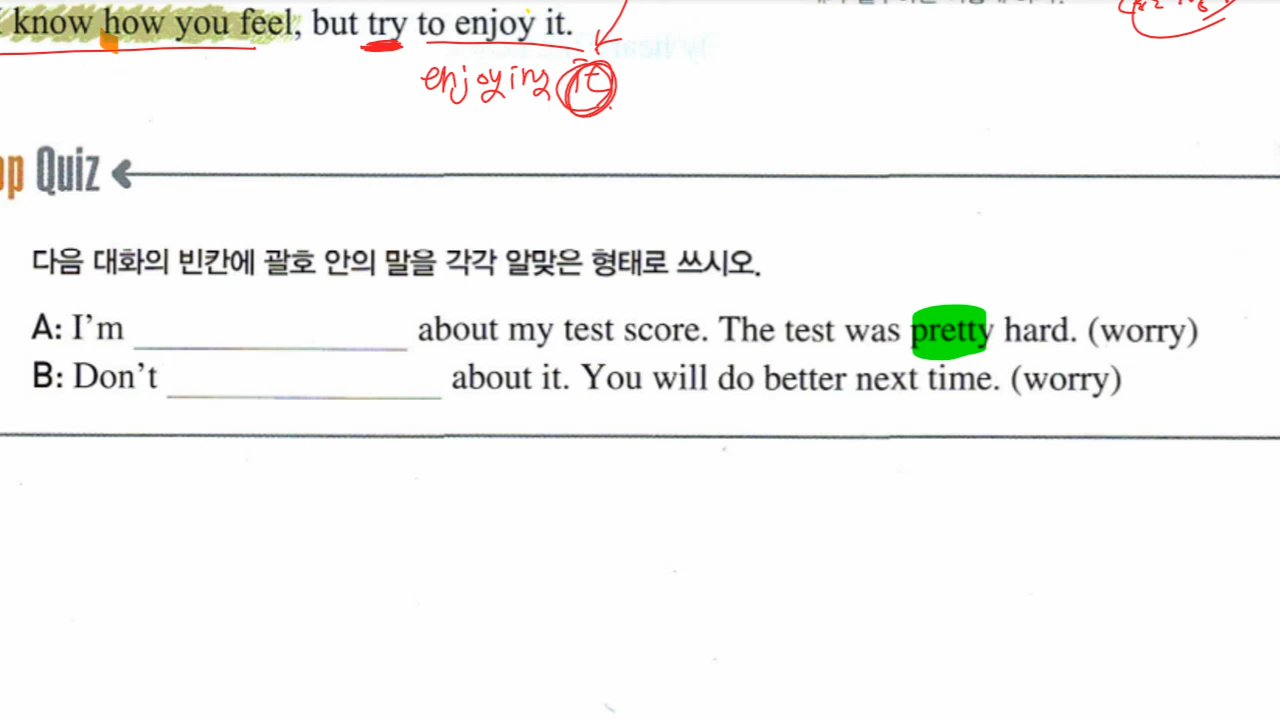 know how you feel, but try to enjoy it.
enjoying it
op Quiz
다음 대화의 빈칸에 괄호 안의 말을 각각 알맞은 형태로 쓰시오.
A: I'm ____________ about my test score. The test was pretty hard. (worry)
B: Don't ____________ about it. You will do better next time. (worry)